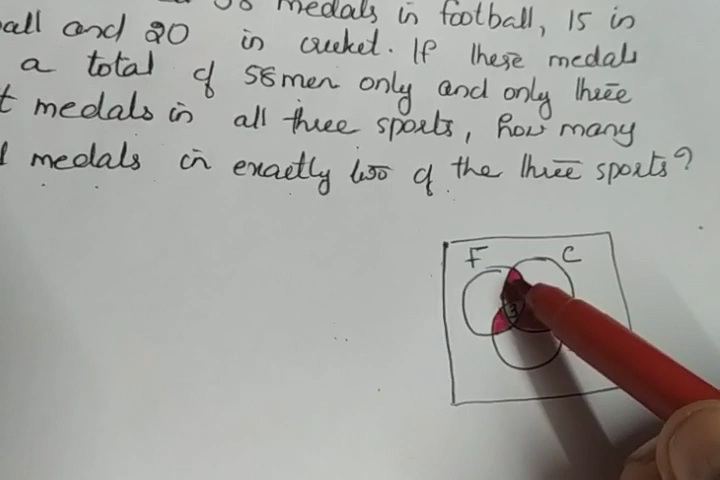 medals in football, 15 in
all and 20 in cricket. If these medals
a total of 58 men only and only three
t medals in all three sports, how many
medals in exactly two of the three sports?
F C
3